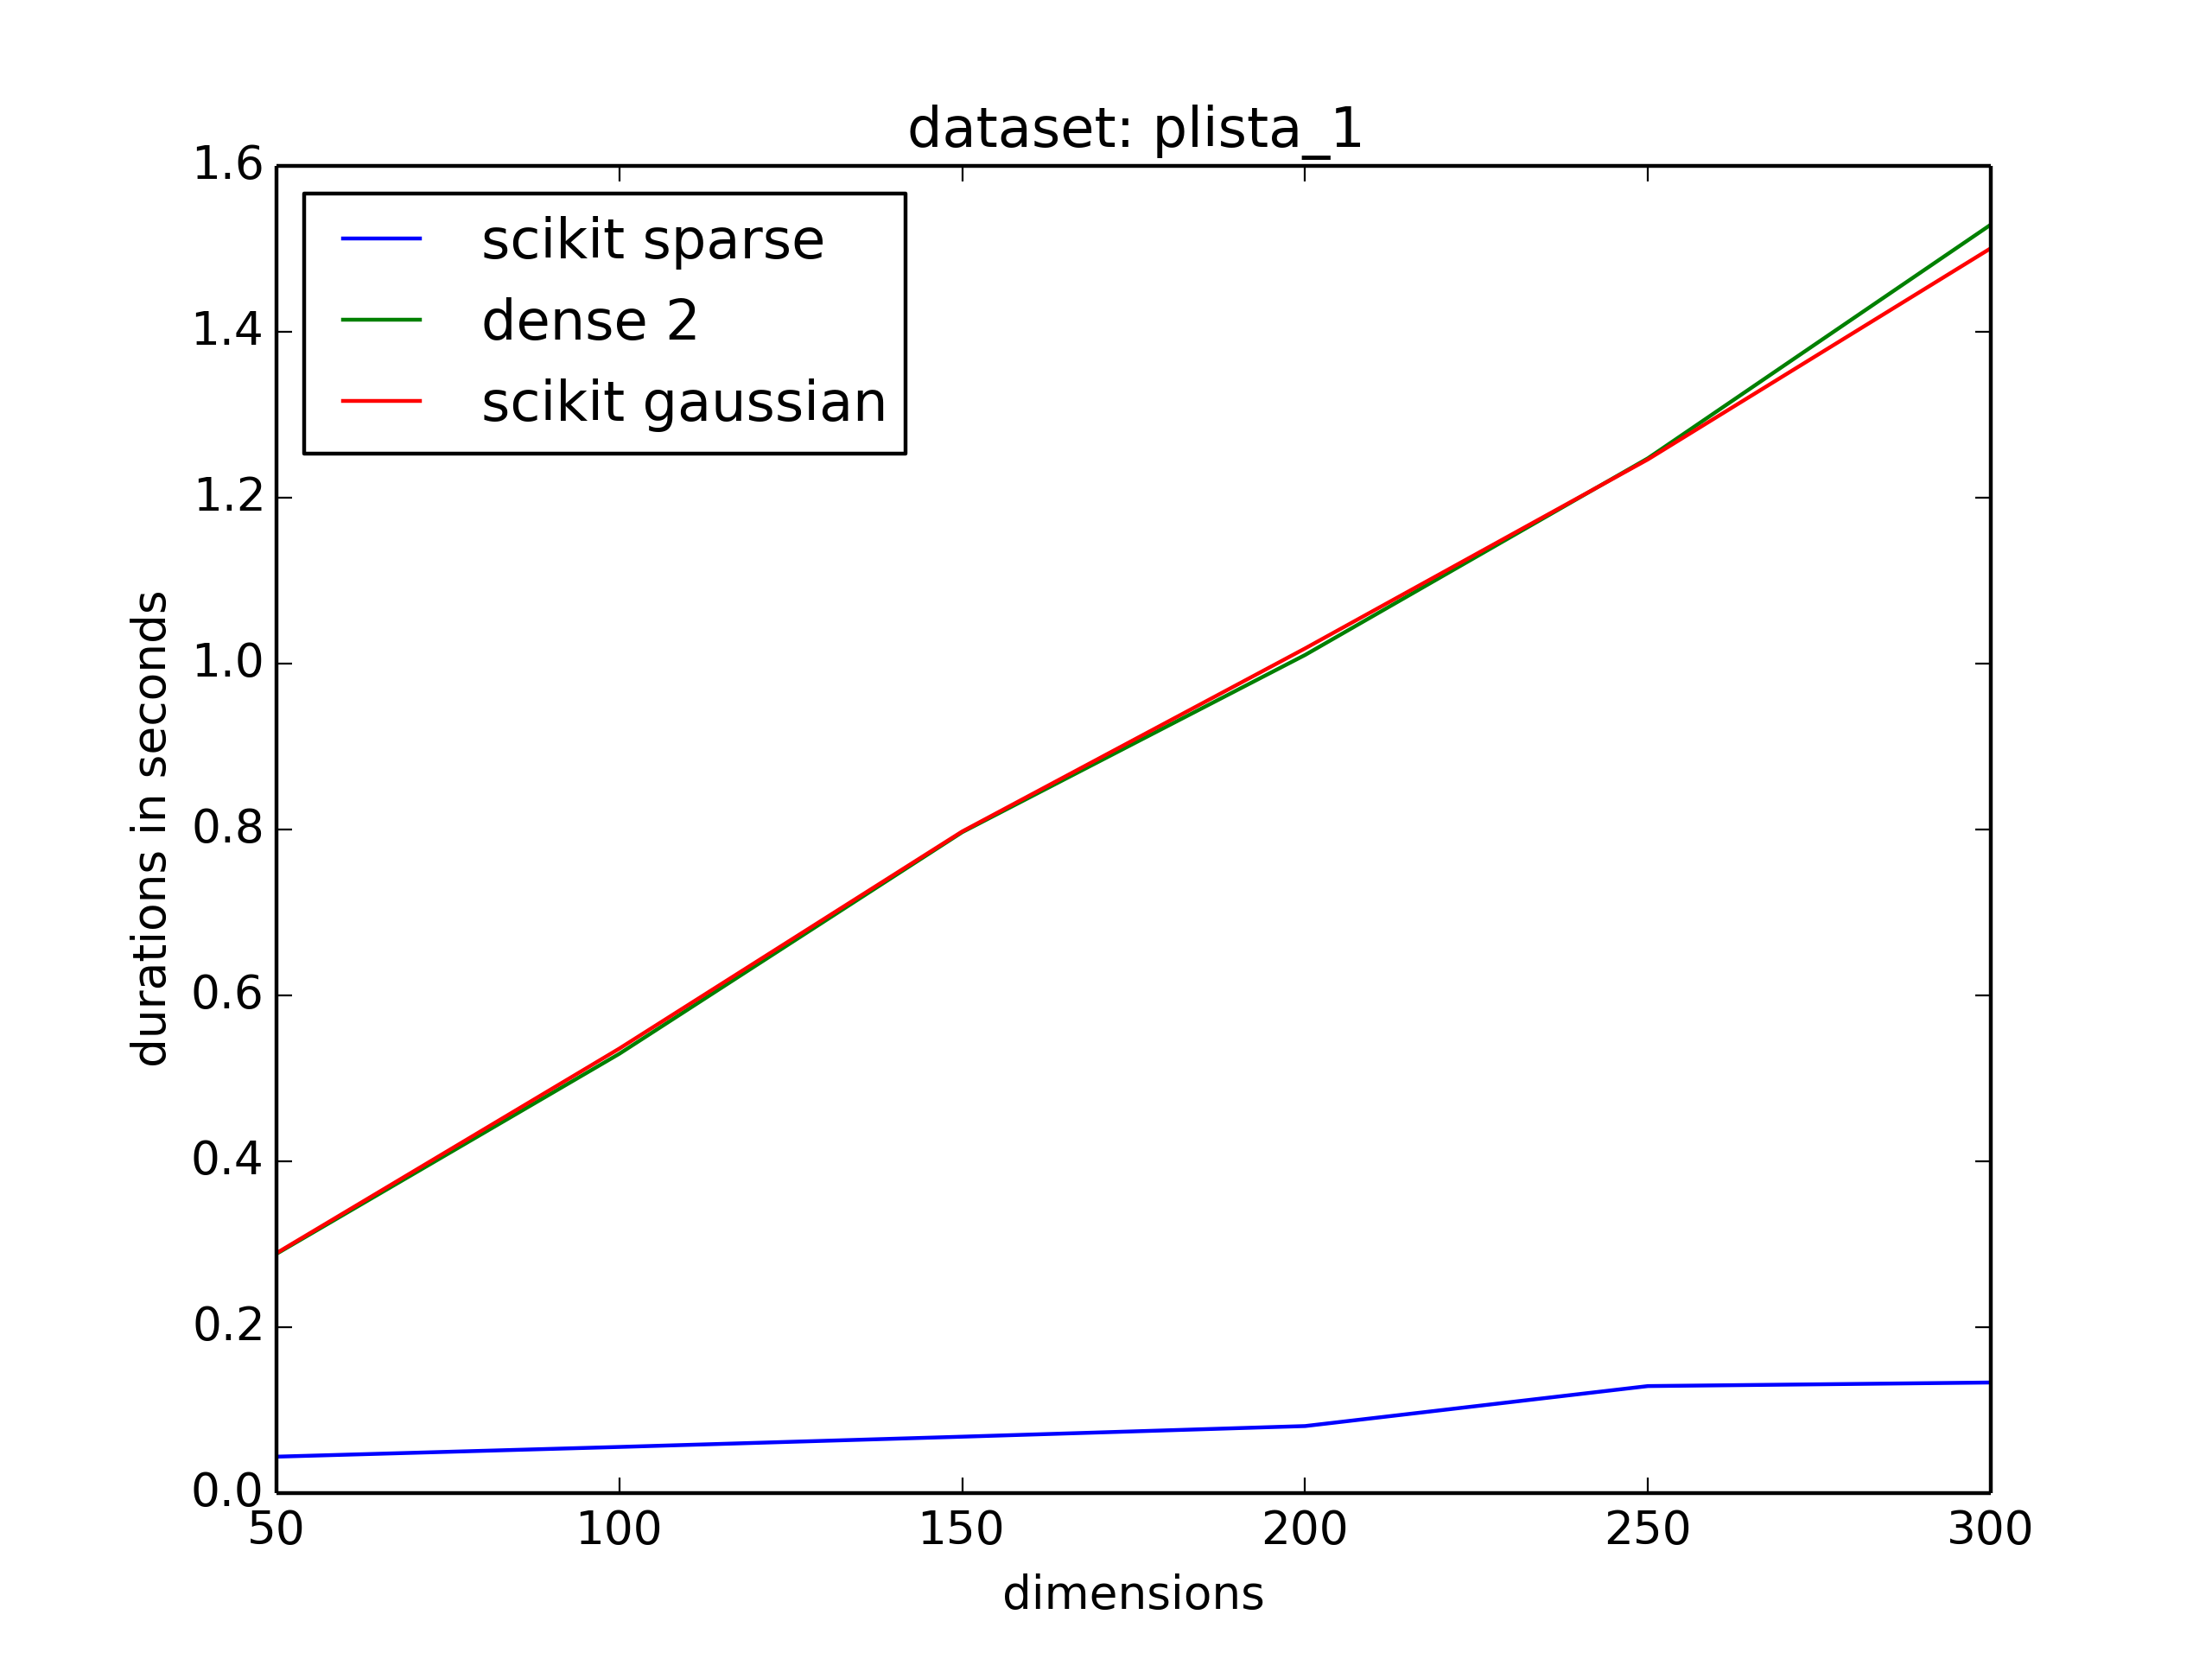 dataset: plista_1
scikit sparse
dense 2
scikit gaussian
durations in seconds
1.6
1.4
1.2
1.0
0.8
0.6
0.4
0.2
0.0
50 100 150 200 250 300
dimensions